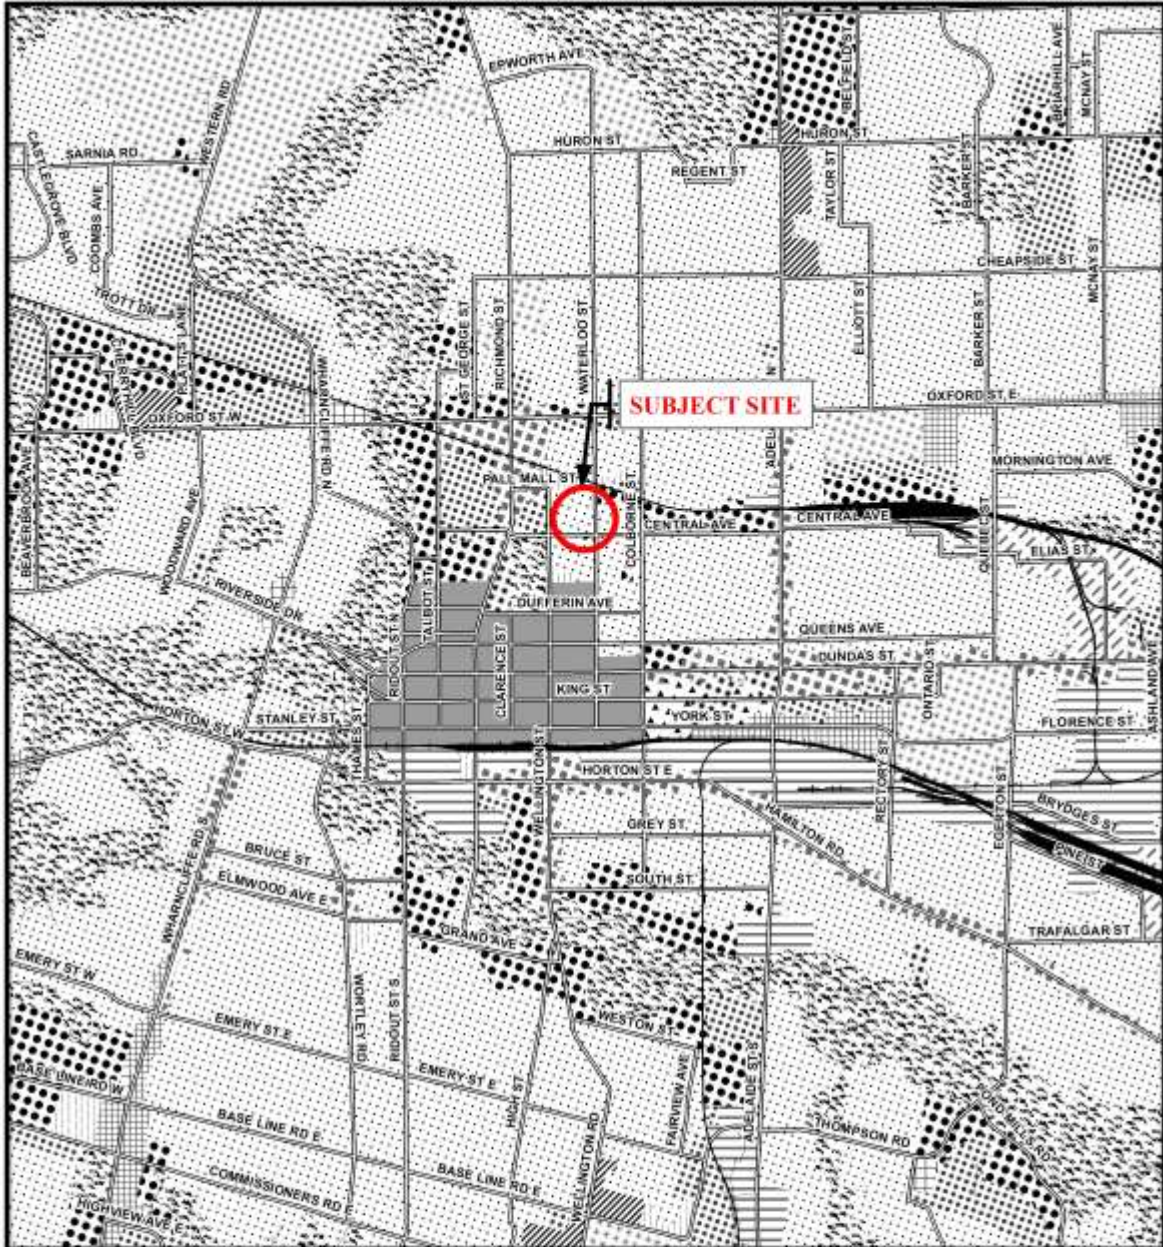 EPWORTH AVE
BELFIELD ST
BRIARHILL AVE
MCNAY ST
WESTERN RD
HURON ST
HURON ST
SARNIA RD.
CASTLEGROVE BLVD
COOMBS AVE
REGENT ST
TAYLOR ST
BARKER ST
CHEAPSIDE ST
MCNAY ST
TROTT DR
PLATTS LANE
WHARNCLIFFE RD N
ST GEORGE ST
RICHMOND ST
WATERLOO ST
ELLIOTT ST
BARKER ST
OXFORD ST W
OXFORD ST E
SUBJECT SITE
BEAVERBROOK AVE
WOODWARD AVE
PALL MALL ST
COLBORNE ST.
MORNINGTON AVE
CENTRAL AVE
CENTRAL AVE
QUEBEC ST
ELIAS ST
RIVERSIDE DR
TALBOT ST
RIDOUT ST N
DUFFERIN AVE
QUEENS AVE
DUNDAS ST
CLARENCE ST
KING ST
ONTARIO ST
ASHLAND AVE
HORTON ST W
STANLEY ST
THAMES ST
YORK ST
FLORENCE ST
WELLINGTON ST
HORTON ST E
RECTORY ST
EGERTON ST
BRYDGES ST
PINE ST
HAMILTON RD
GREY ST
WHARNCLIFFE RD S
BRUCE ST
ELMWOOD AVE E
SOUTH ST
TRAFALGAR ST
GRAND AVE
EMERY ST W
WORTLEY RD
RIDOUT ST S
EMERY ST E
WESTON ST
EMERY ST E
FAIRVIEW AVE
ADELAIDE ST S
BASE LINE RD W
BASE LINE RD E
HIGH ST
WELLINGTON RD
THOMPSON RD
POND MILLS RD
COMMISSIONERS RD E
BASE LINE RD E
HIGHVIEW AVE E